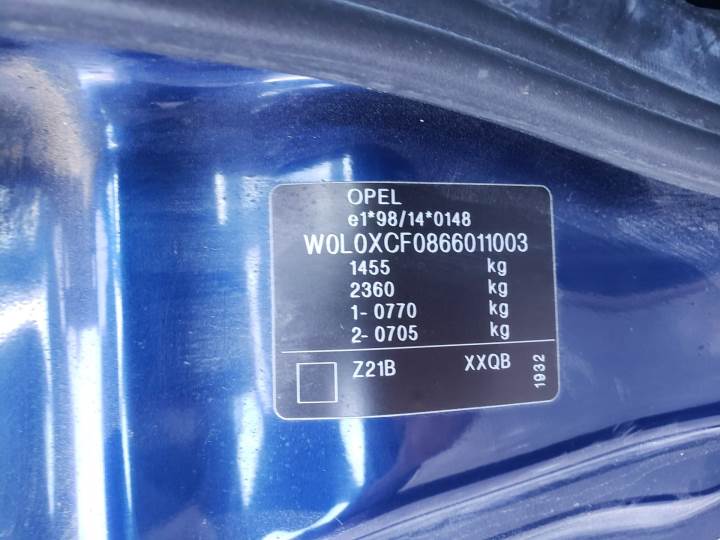 OPEL
e1*98/14*0148
W0L0XCF0866011003
1455 kg
2360 kg
1- 0770 kg
2- 0705 kg
Z21B XXQB 1932